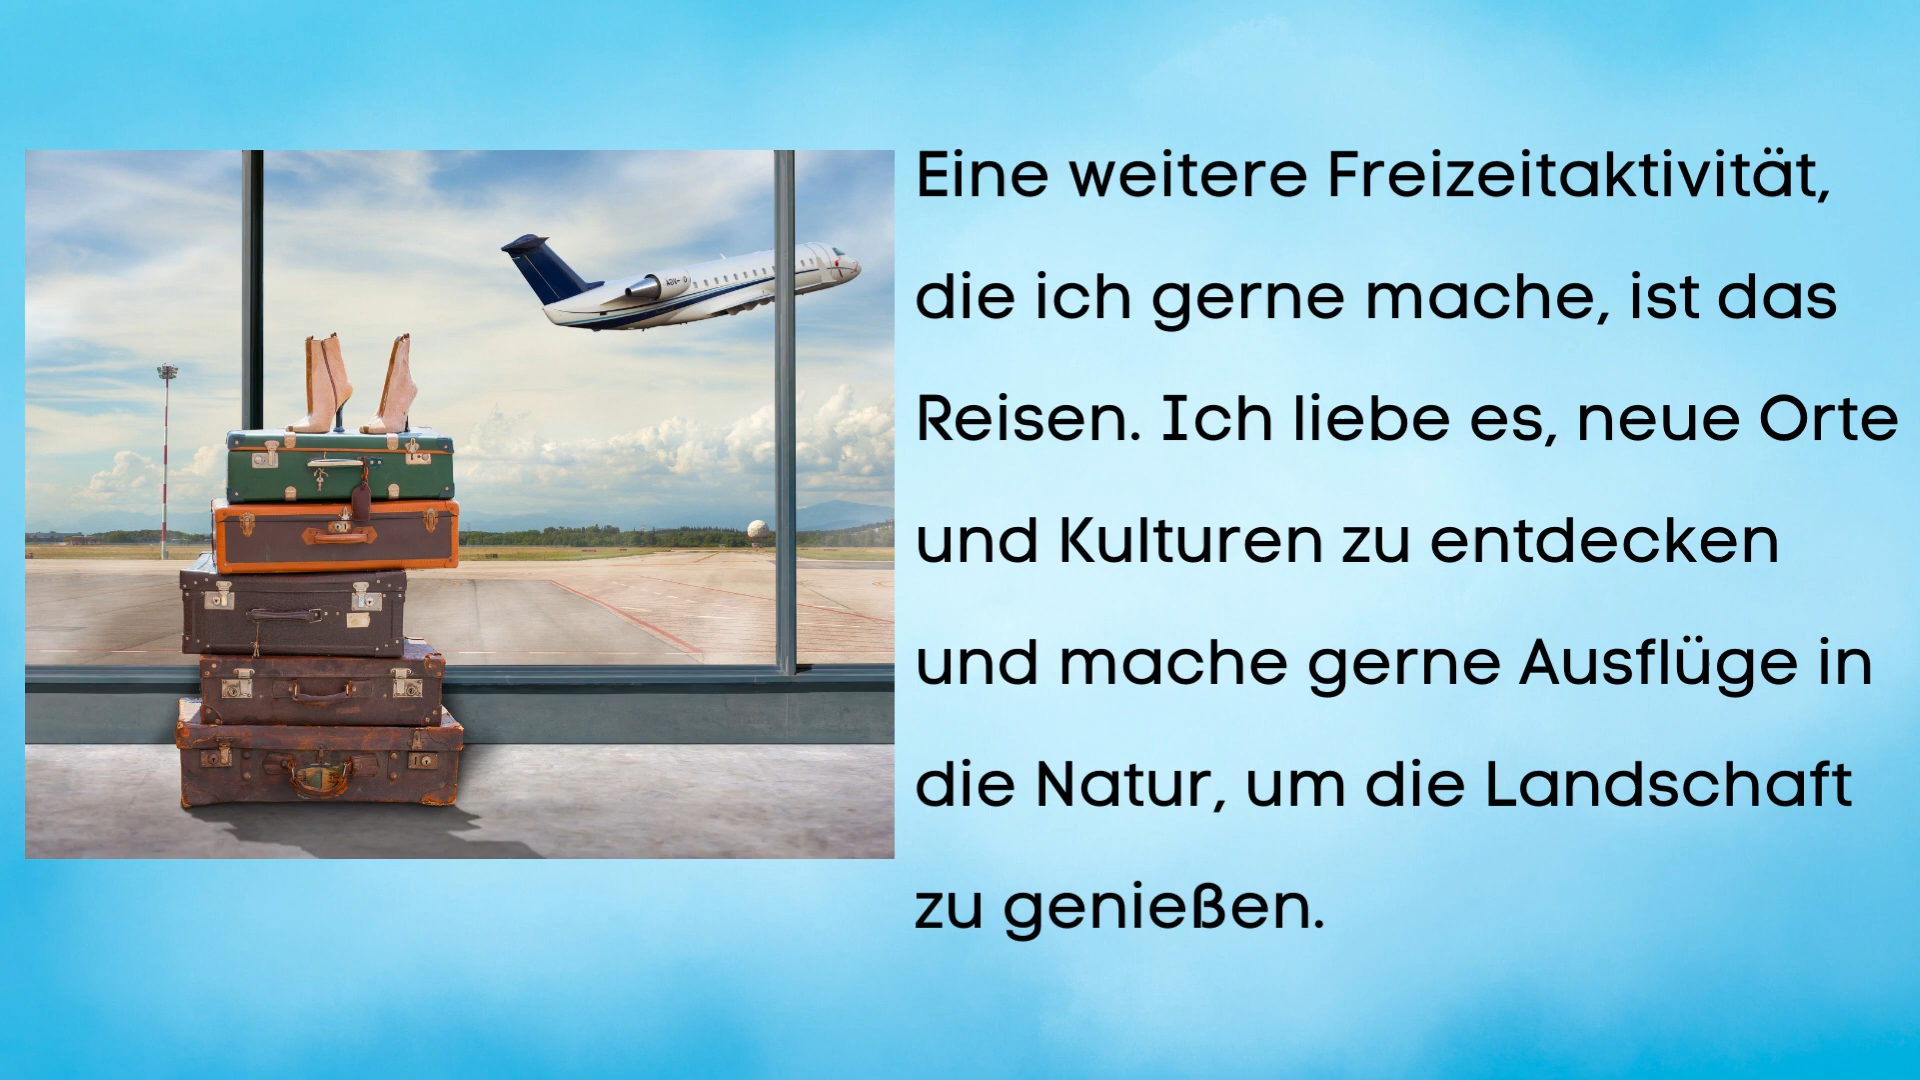 Eine weitere Freizeitaktivität,
die ich gerne mache, ist das
Reisen. Ich liebe es, neue Orte
und Kulturen zu entdecken
und mache gerne Ausflüge in
die Natur, um die Landschaft
zu genießen.